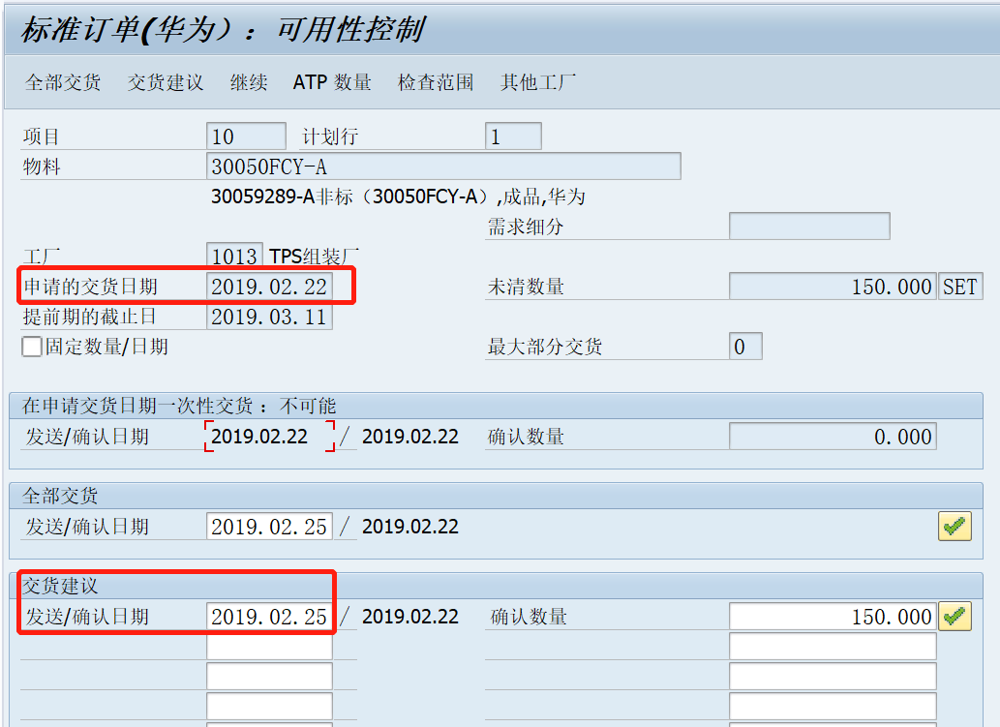 标准订单(华为）：可用性控制
全部交货 交货建议 继续 ATP 数量 检查范围 其他工厂
项目 10 计划行 1
物料 30050FCY-A
30059289-A非标（30050FCY-A）,成品,华为
需求细分
工厂 1013 TPS组装厂
申请的交货日期 2019.02.22 未清数量 150.000 SET
提前期的截止日 2019.03.11
固定数量/日期 最大部分交货 0
在申请交货日期一次性交货 ：不可能
发送/确认日期 2019.02.22 / 2019.02.22 确认数量 0.000
全部交货
发送/确认日期 2019.02.25 / 2019.02.22
交货建议
发送/确认日期 2019.02.25 / 2019.02.22 确认数量 150.000